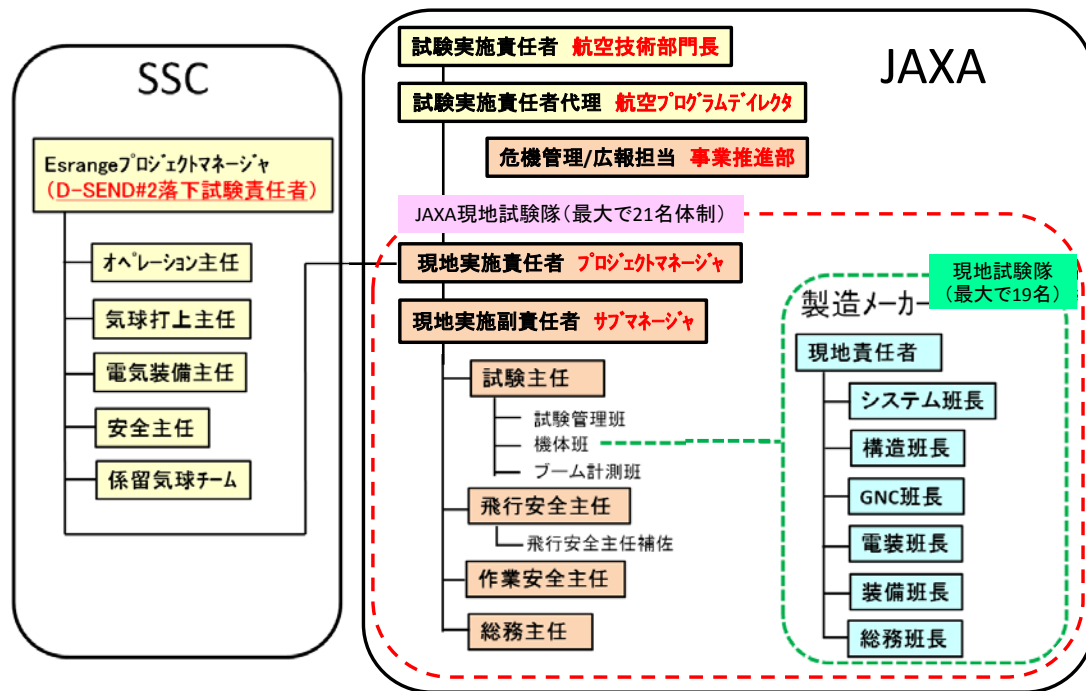 SSC
Esrangeプロジェクトマネージャ
(D-SEND#2落下試験責任者)
オペレーション主任
気球打上主任
電気装備主任
安全主任
係留気球チーム
JAXA
試験実施責任者 航空技術部門長
試験実施責任者代理 航空プログラムディレクタ
危機管理/広報担当 事業推進部
JAXA現地試験隊(最大で21名体制)
現地実施責任者 プロジェクトマネージャ
現地実施副責任者 サブマネージャ
試験主任
試験管理班
機体班
ブーム計測班
飛行安全主任
飛行安全主任補佐
作業安全主任
総務主任
現地試験隊
(最大で19名)
製造メーカー
現地責任者
システム班長
構造班長
GNC班長
電装班長
装備班長
総務班長